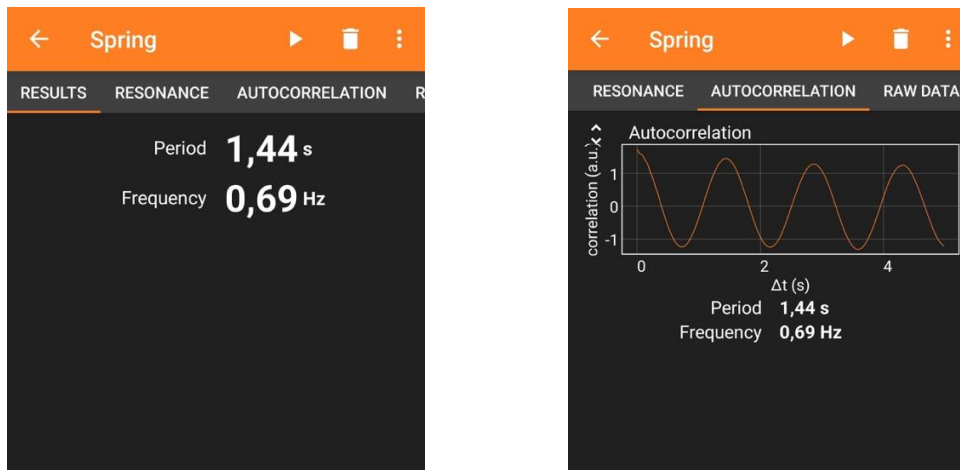 Spring
RESULTS RESONANCE AUTOCORRELATION R
Period 1,44 s
Frequency 0,69 Hz
Spring
RESONANCE AUTOCORRELATION RAW DATA
Autocorrelation
correlation (a.u.)
1
0
-1
0 2 4
Δt (s)
Period 1,44 s
Frequency 0,69 Hz